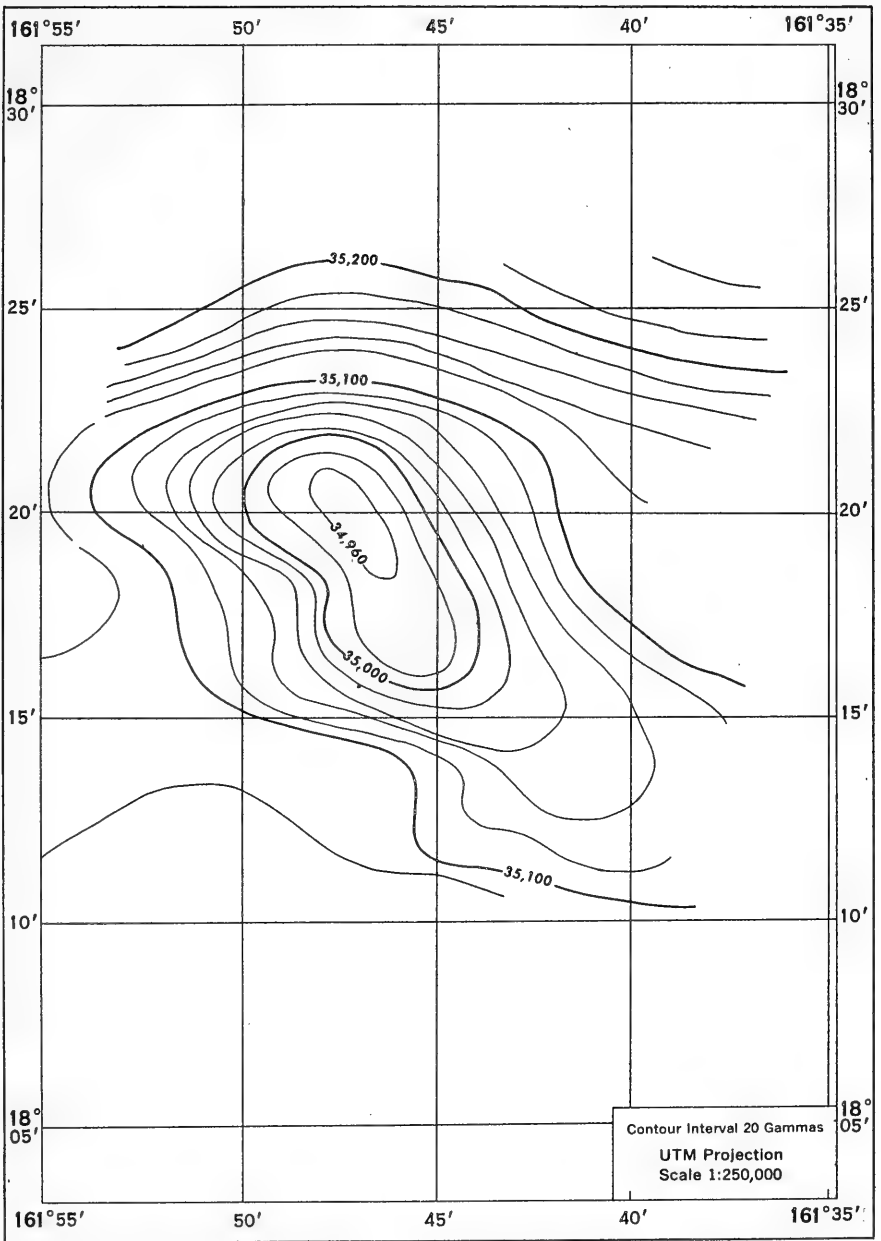 161°55′ 50′ 45′ 40′ 161°35′
18° 18°
30′ 30′
35,200
25′ 25′
35,100
20′ 20′
34,960
35,000
15′ 15′
35,100
10′ 10′
18° 18°
05′ 05′
Contour Interval 20 Gammas
UTM Projection
Scale 1:250,000
161°55′ 50′ 45′ 40′ 161°35′